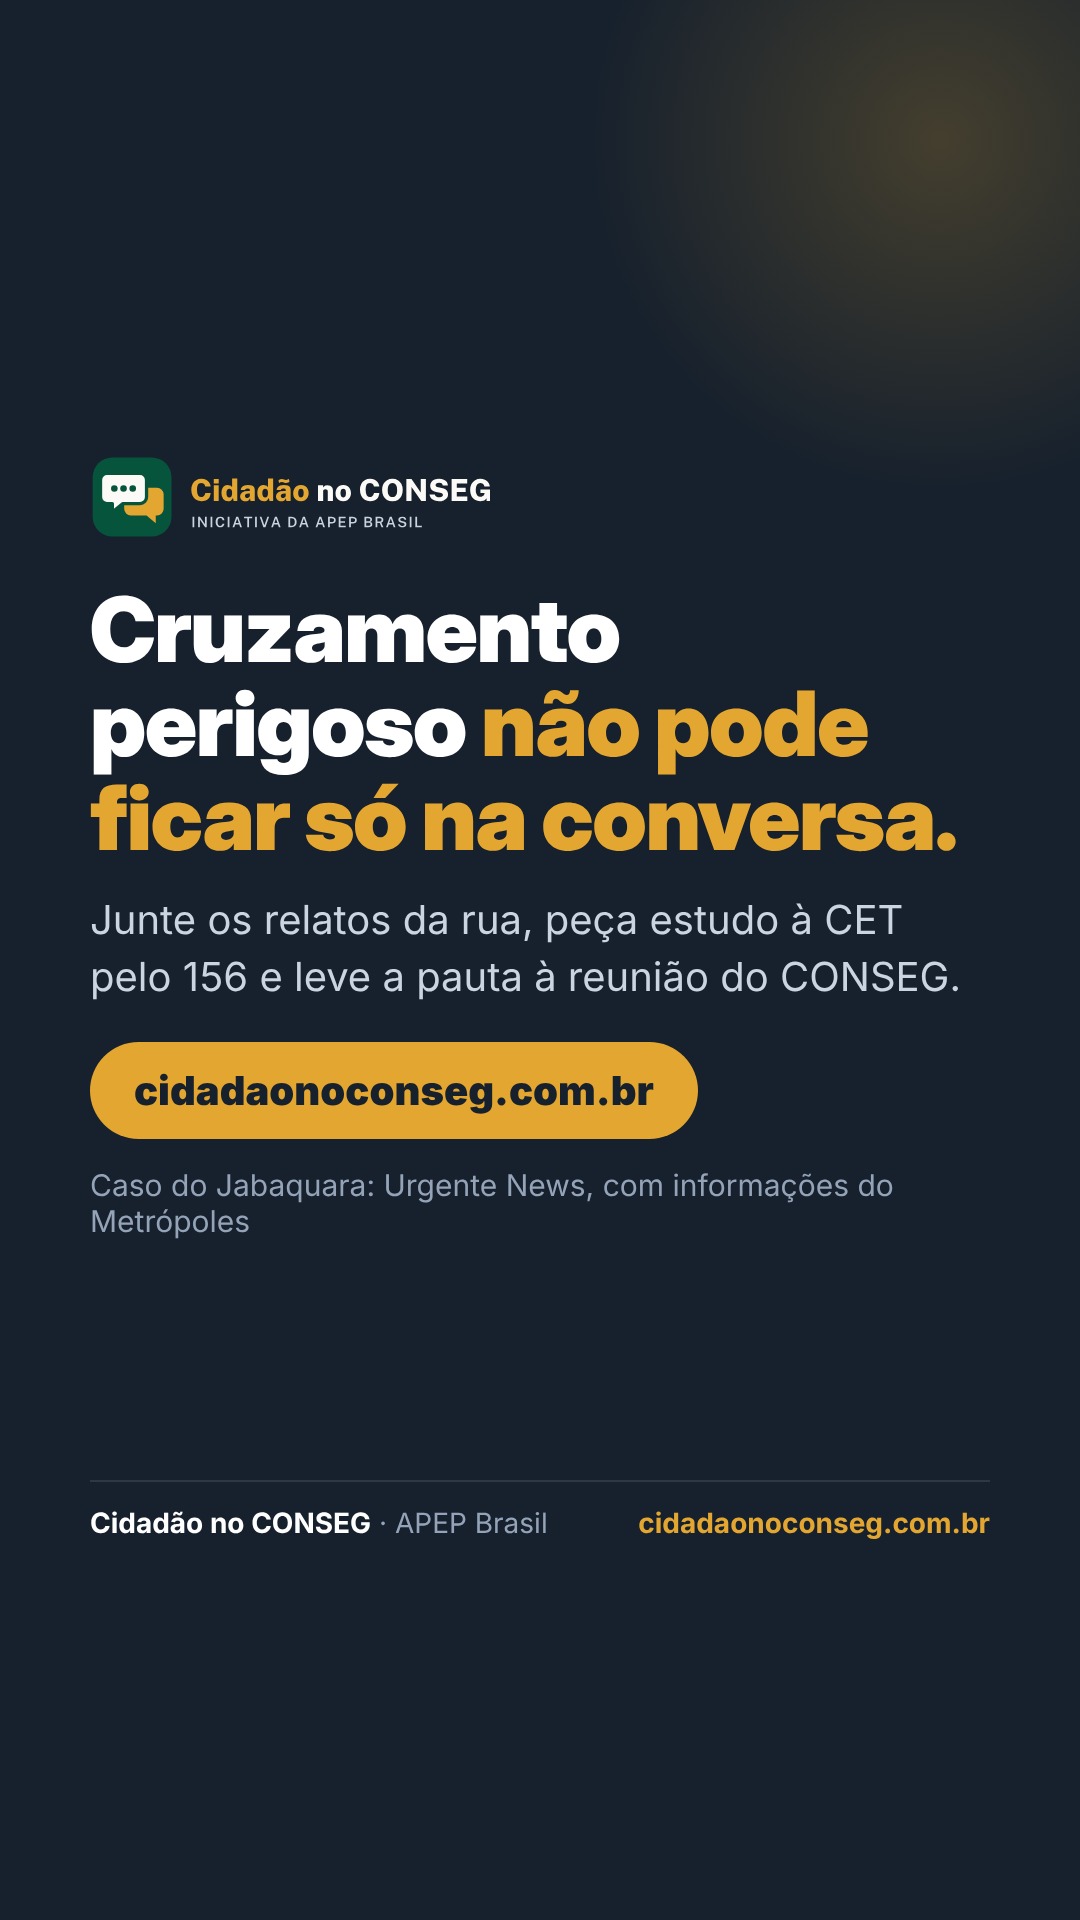 Cidadão no CONSEG
INICIATIVA DA APEP BRASIL
Cruzamento
perigoso não pode
ficar só na conversa.
Junte os relatos da rua, peça estudo à CET
pelo 156 e leve a pauta à reunião do CONSEG.
cidadaonoconseg.com.br
Caso do Jabaquara: Urgente News, com informações do
Metrópoles
Cidadão no CONSEG · APEP Brasil
cidadaonoconseg.com.br